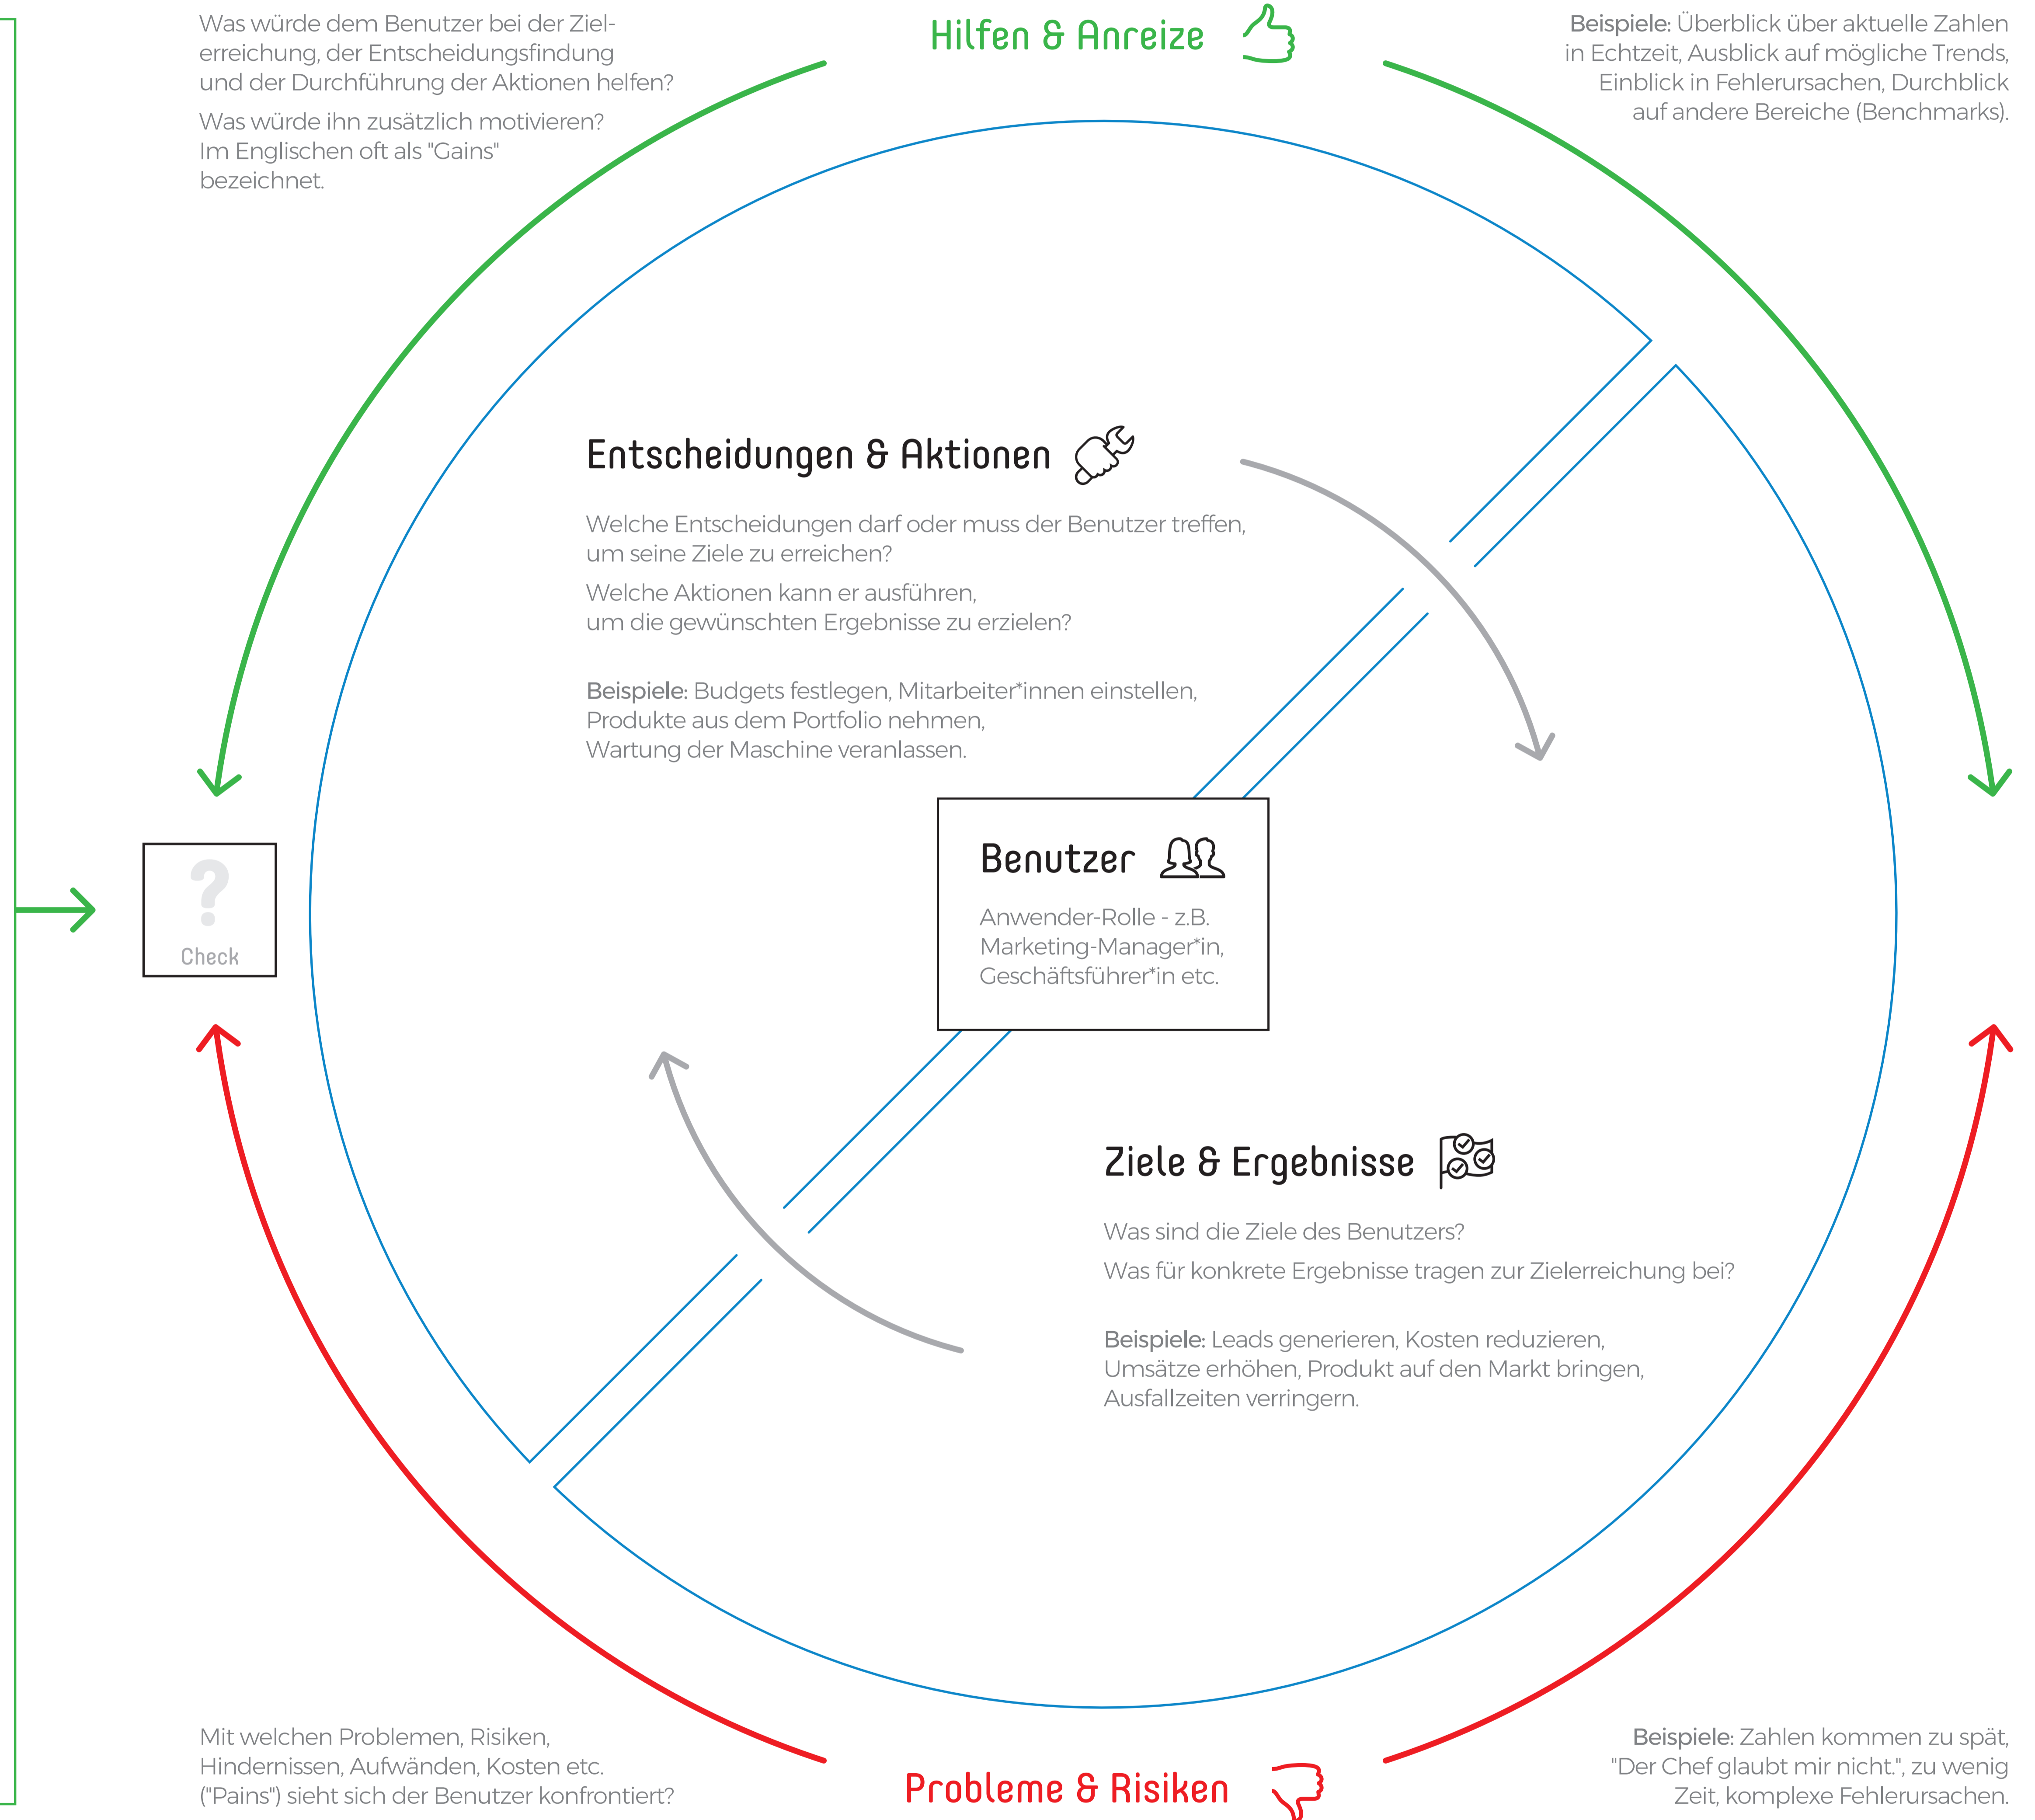 Was würde dem Benutzer bei der Ziel-
erreichung, der Entscheidungsfindung
und der Durchführung der Aktionen helfen?
Was würde ihn zusätzlich motivieren?
Im Englischen oft als "Gains"
bezeichnet.
Hilfen & Anreize
Beispiele: Überblick über aktuelle Zahlen
in Echtzeit, Ausblick auf mögliche Trends,
Einblick in Fehlerursachen, Durchblick
auf andere Bereiche (Benchmarks).
Entscheidungen & Aktionen
Welche Entscheidungen darf oder muss der Benutzer treffen,
um seine Ziele zu erreichen?
Welche Aktionen kann er ausführen,
um die gewünschten Ergebnisse zu erzielen?
Beispiele: Budgets festlegen, Mitarbeiter*innen einstellen,
Produkte aus dem Portfolio nehmen,
Wartung der Maschine veranlassen.
?
Check
Benutzer
Anwender-Rolle - z.B.
Marketing-Manager*in,
Geschäftsführer*in etc.
Ziele & Ergebnisse
Was sind die Ziele des Benutzers?
Was für konkrete Ergebnisse tragen zur Zielerreichung bei?
Beispiele: Leads generieren, Kosten reduzieren,
Umsätze erhöhen, Produkt auf den Markt bringen,
Ausfallzeiten verringern.
Mit welchen Problemen, Risiken,
Hindernissen, Aufwänden, Kosten etc.
("Pains") sieht sich der Benutzer konfrontiert?
Probleme & Risiken
Beispiele: Zahlen kommen zu spät,
"Der Chef glaubt mir nicht.", zu wenig
Zeit, komplexe Fehlerursachen.